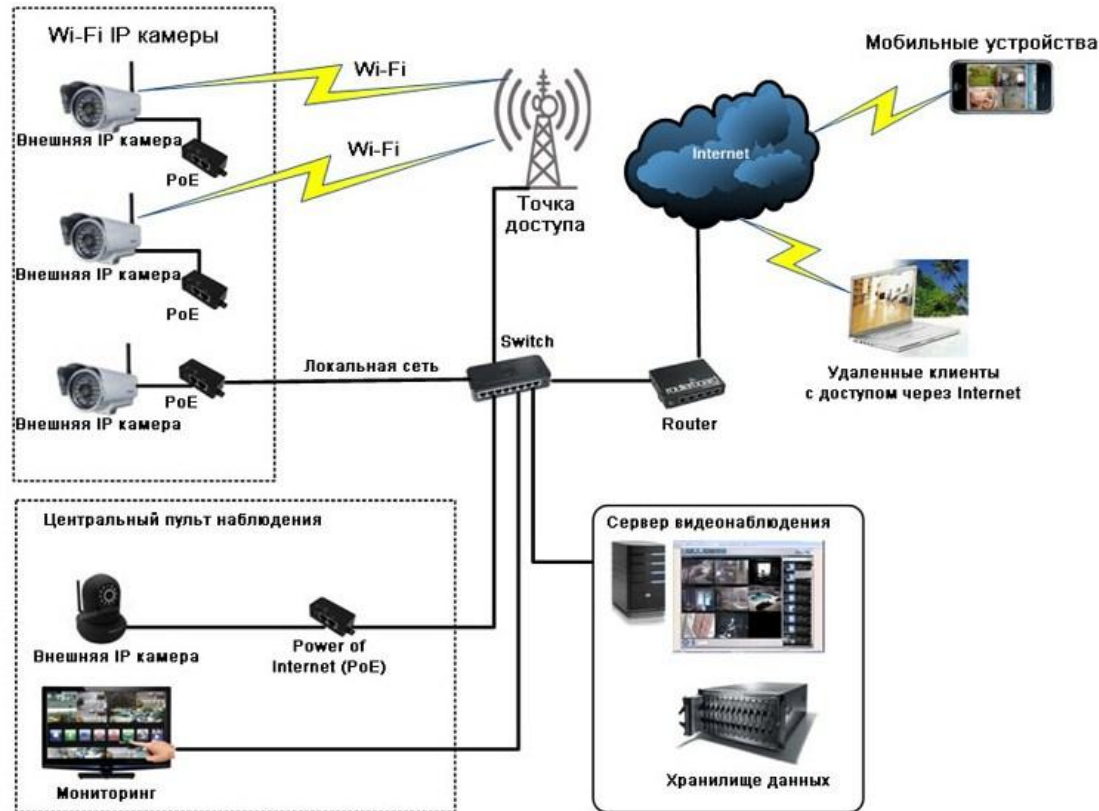 Wi-Fi IP камеры
Wi-Fi
Внешняя IP камера
PoE
Wi-Fi
Внешняя IP камера
PoE
Внешняя IP камера
PoE
Локальная сеть
Точка
доступа
Switch
Internet
Router
Мобильные устройства
Удаленные клиенты
с доступом через Internet
Центральный пульт наблюдения
Внешняя IP камера
Power of
Internet (PoE)
Мониторинг
Сервер видеонаблюдения
Хранилище данных